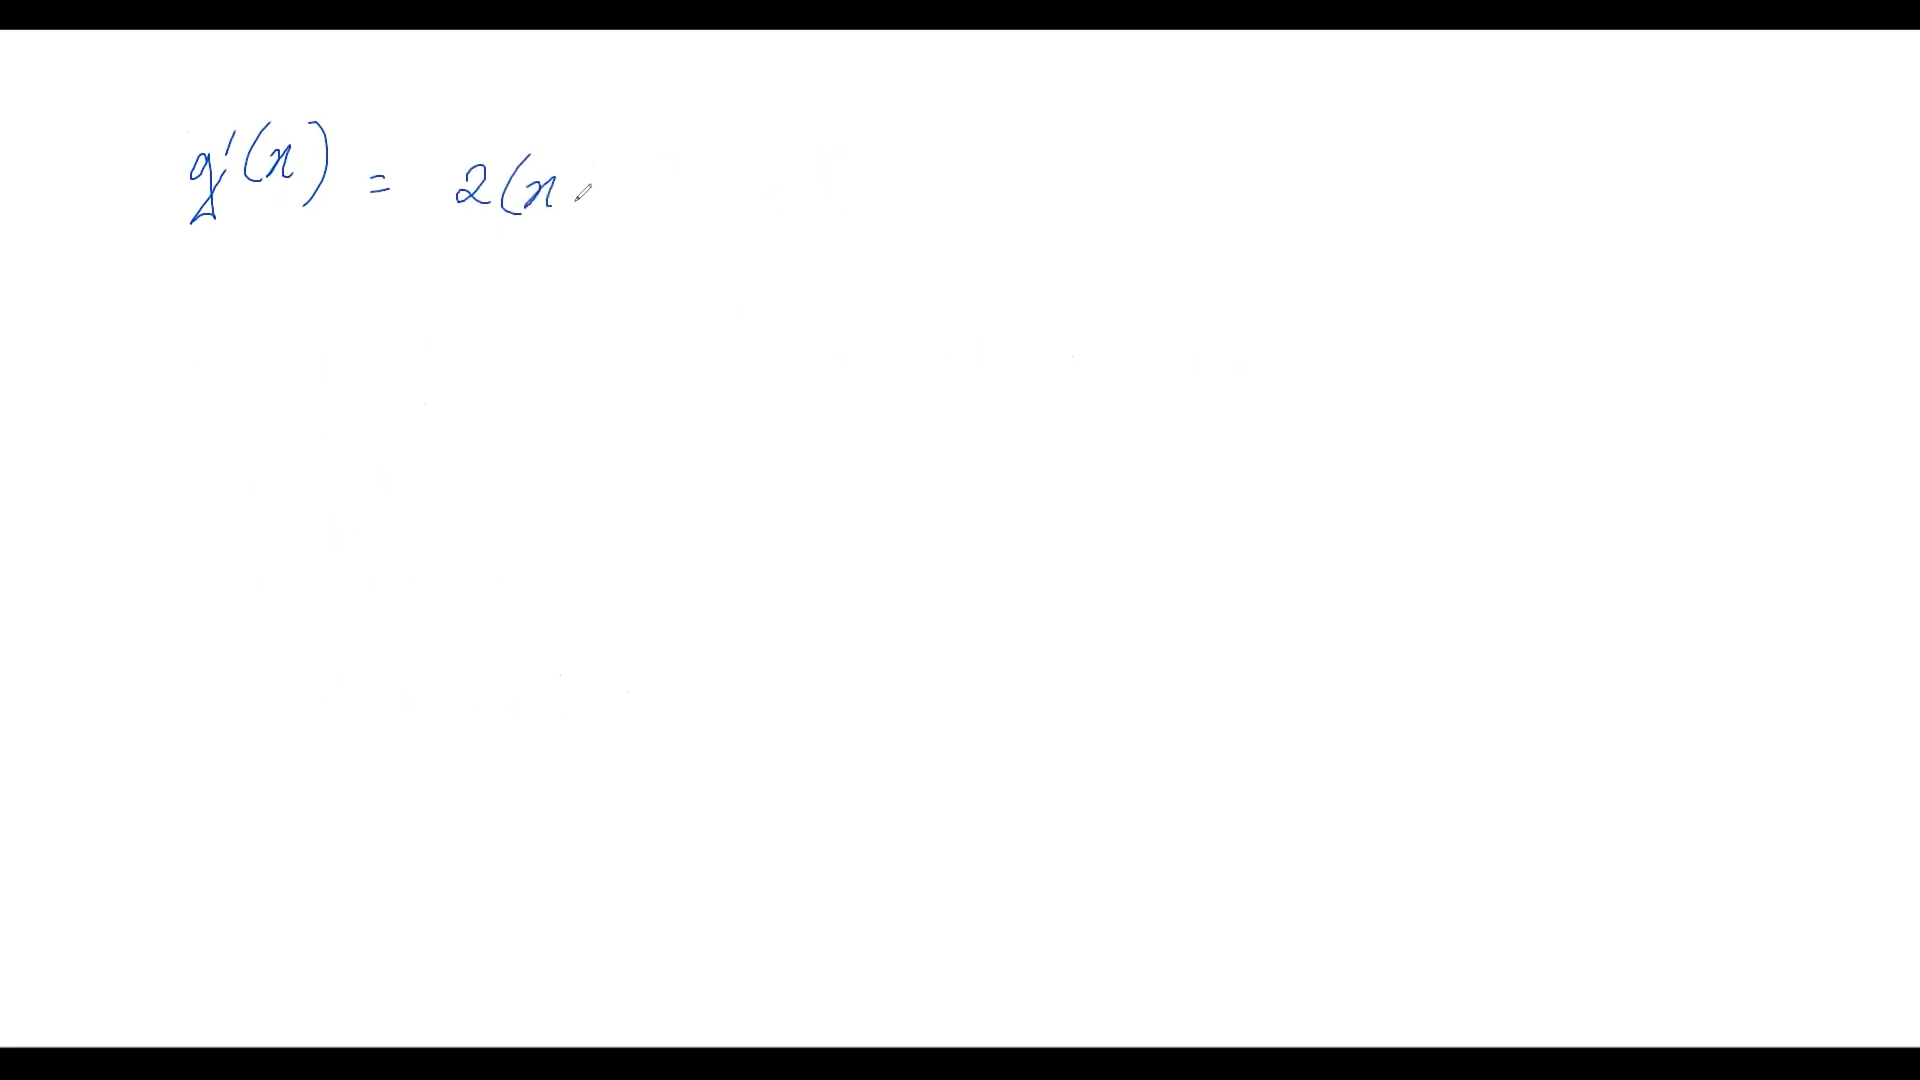 g'(x) = 2(x